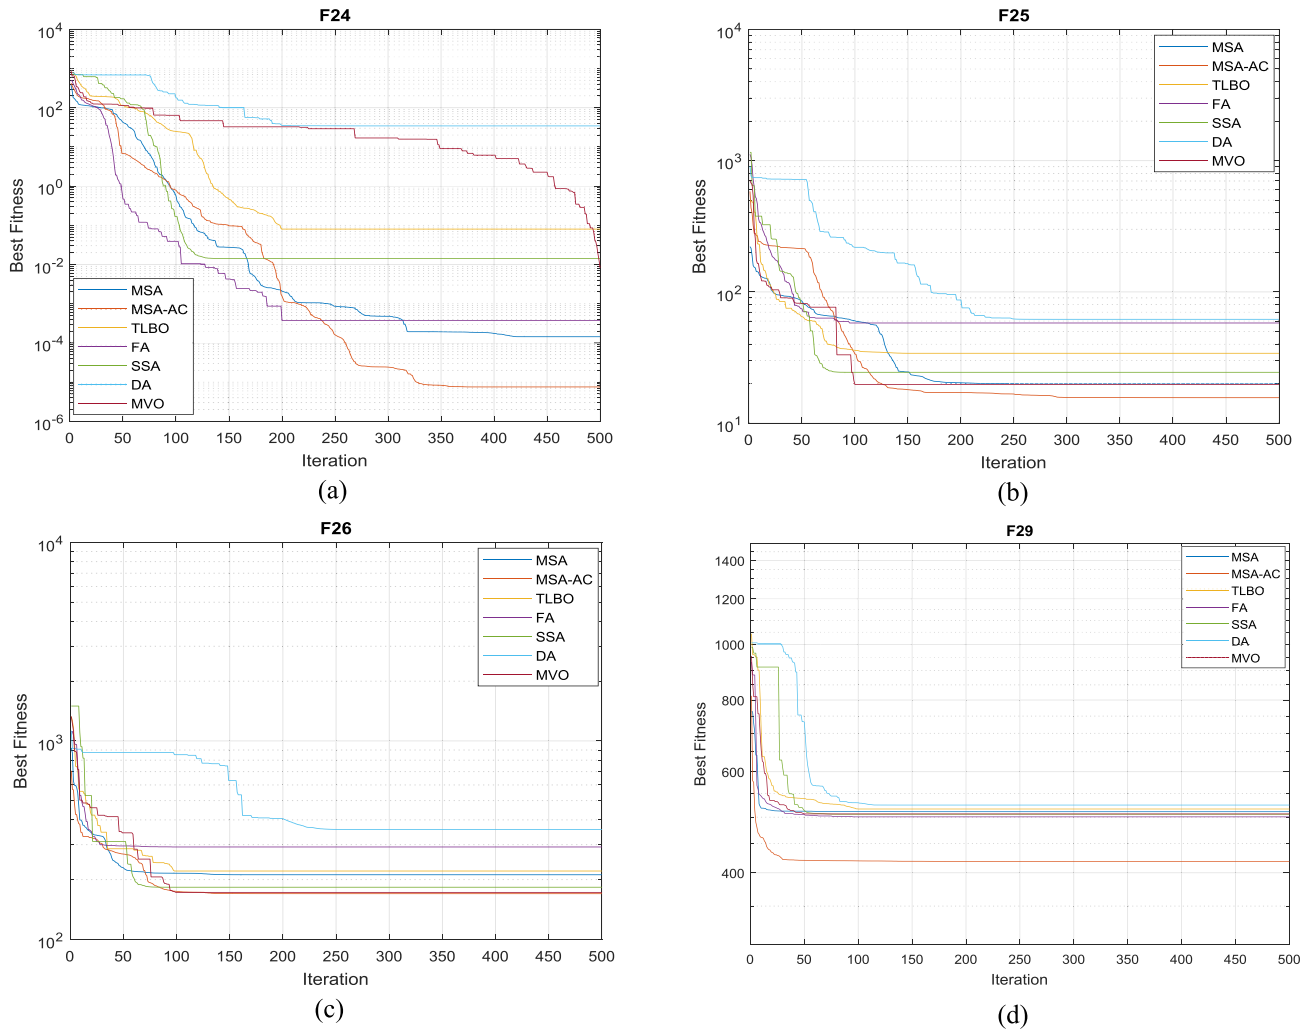 F24
10^4
10^2
10^0
10^-2
10^-4
10^-6
Best Fitness
MSA
MSA-AC
TLBO
FA
SSA
DA
MVO
0 50 100 150 200 250 300 350 400 450 500
Iteration
(a)
F25
10^4
10^3
10^2
10^1
Best Fitness
MSA
MSA-AC
TLBO
FA
SSA
DA
MVO
0 50 100 150 200 250 300 350 400 450 500
Iteration
(b)
F26
10^4
10^3
10^2
Best Fitness
MSA
MSA-AC
TLBO
FA
SSA
DA
MVO
0 50 100 150 200 250 300 350 400 450 500
Iteration
(c)
F29
1400
1200
1000
800
600
400
Best Fitness
MSA
MSA-AC
TLBO
FA
SSA
DA
MVO
0 50 100 150 200 250 300 350 400 450 500
Iteration
(d)